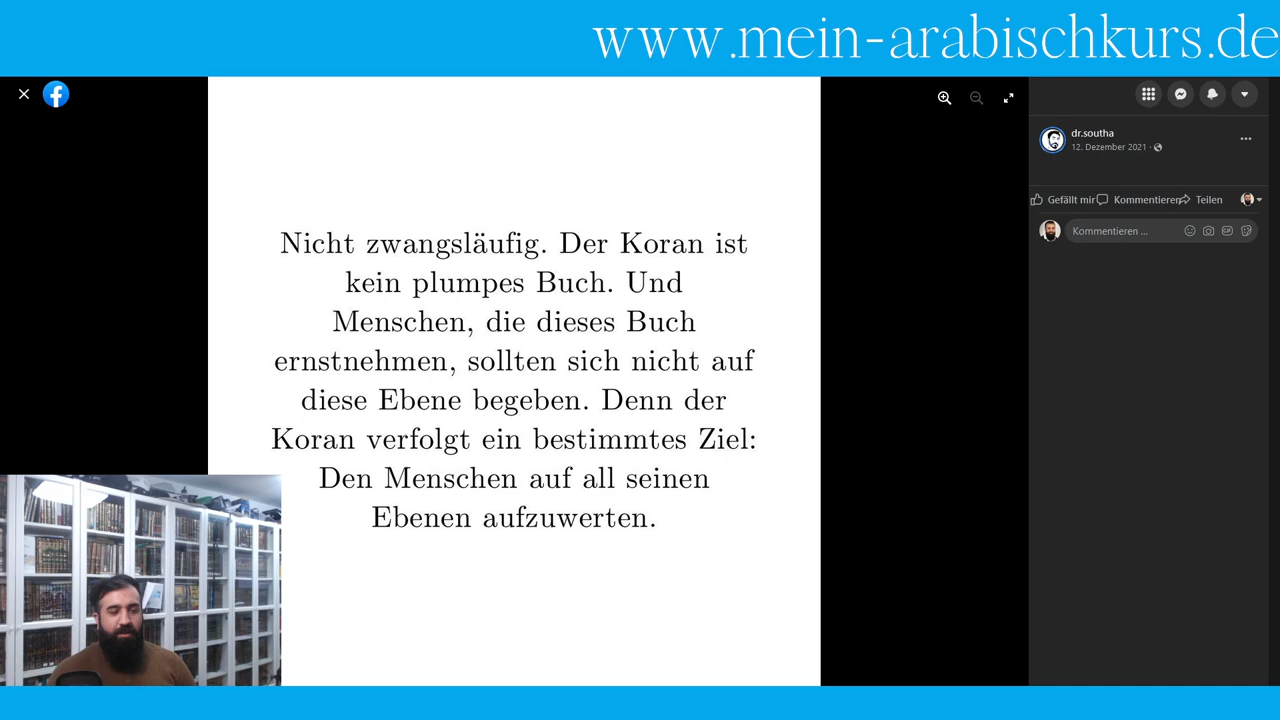 www.mein-arabischkurs.de
Nicht zwangsläufig. Der Koran ist
kein plumpes Buch. Und
Menschen, die dieses Buch
ernstnehmen, sollten sich nicht auf
diese Ebene begeben. Denn der
Koran verfolgt ein bestimmtes Ziel:
Den Menschen auf all seinen
Ebenen aufzuwerten.
dr.southa
12. Dezember 2021
Gefällt mir Kommentieren Teilen
Kommentieren ...
GIF